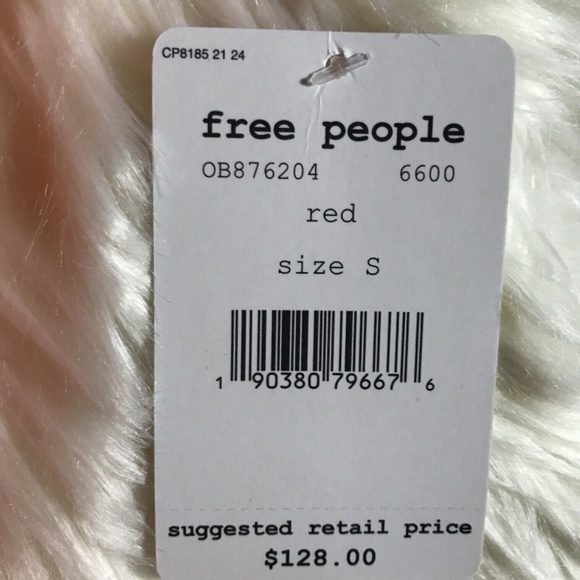 CP8185 21 24
free people
OB876204 6600
red
size S
1 90380 79667 6
suggested retail price
$128.00